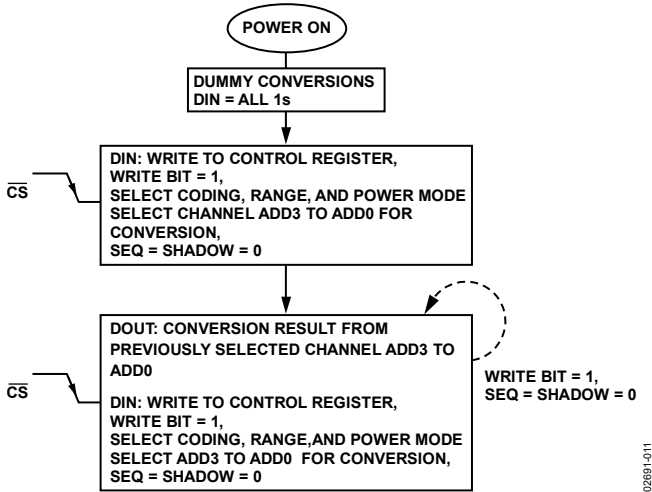 POWER ON
DUMMY CONVERSIONS
DIN = ALL 1s
CS
DIN: WRITE TO CONTROL REGISTER,
WRITE BIT = 1,
SELECT CODING, RANGE, AND POWER MODE
SELECT CHANNEL ADD3 TO ADD0 FOR
CONVERSION,
SEQ = SHADOW = 0
CS
DOUT: CONVERSION RESULT FROM
PREVIOUSLY SELECTED CHANNEL ADD3 TO
ADD0
DIN: WRITE TO CONTROL REGISTER,
WRITE BIT = 1,
SELECT CODING, RANGE,AND POWER MODE
SELECT ADD3 TO ADD0 FOR CONVERSION,
SEQ = SHADOW = 0
WRITE BIT = 1,
SEQ = SHADOW = 0
02691-011